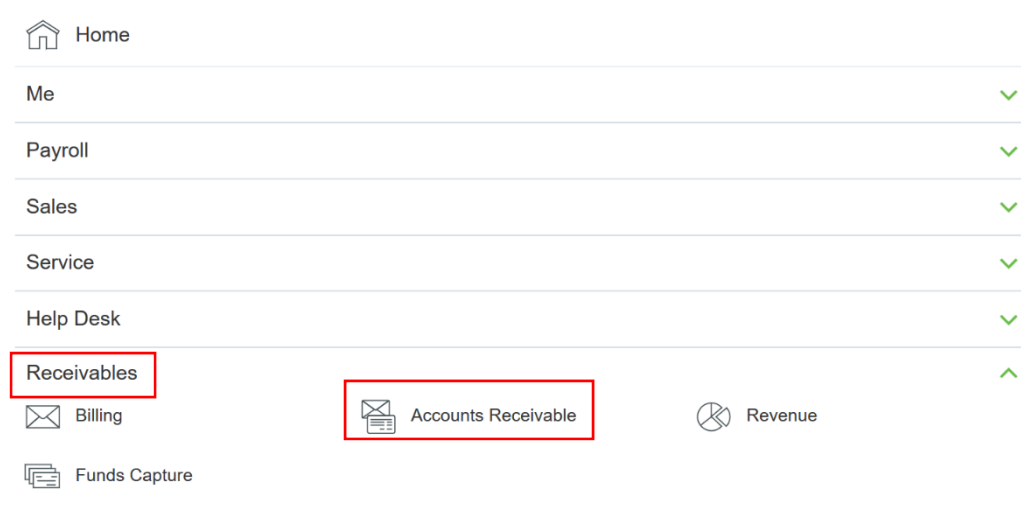 Home
Me
Payroll
Sales
Service
Help Desk
Receivables
Billing
Accounts Receivable
Revenue
Funds Capture